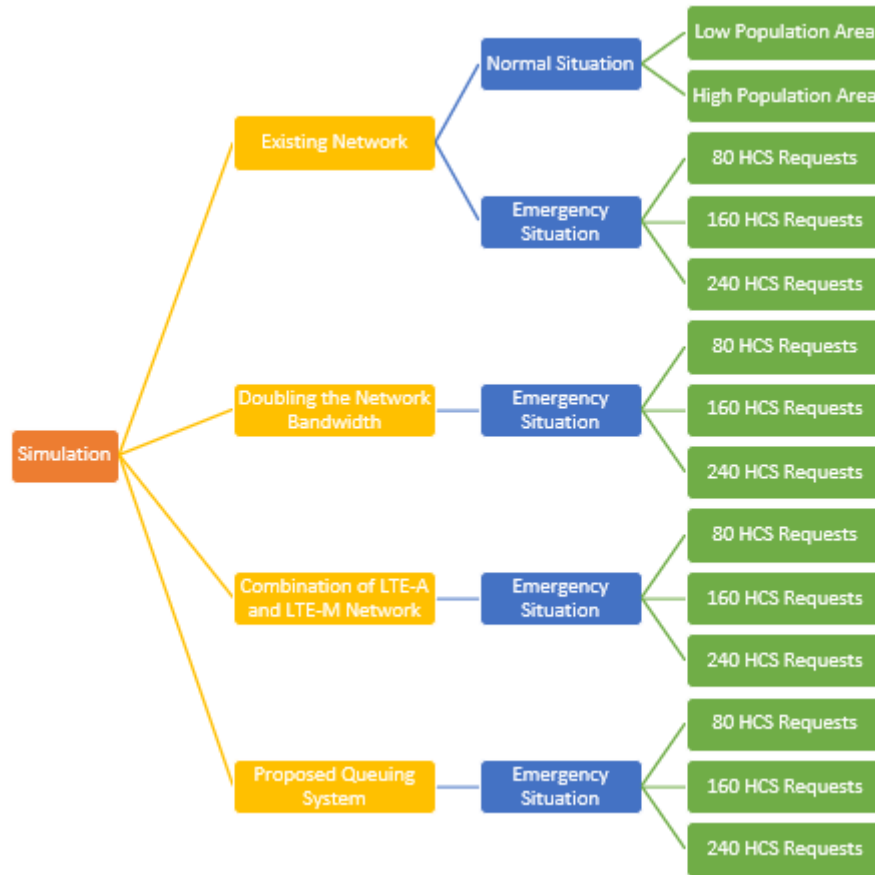 Simulation
Existing Network
Normal Situation
Low Population Area
High Population Area
Emergency
Situation
80 HCS Requests
160 HCS Requests
240 HCS Requests
Doubling the Network
Bandwidth
Emergency
Situation
80 HCS Requests
160 HCS Requests
240 HCS Requests
Combination of LTE-A
and LTE-M Network
Emergency
Situation
80 HCS Requests
160 HCS Requests
240 HCS Requests
Proposed Queuing
System
Emergency
Situation
80 HCS Requests
160 HCS Requests
240 HCS Requests